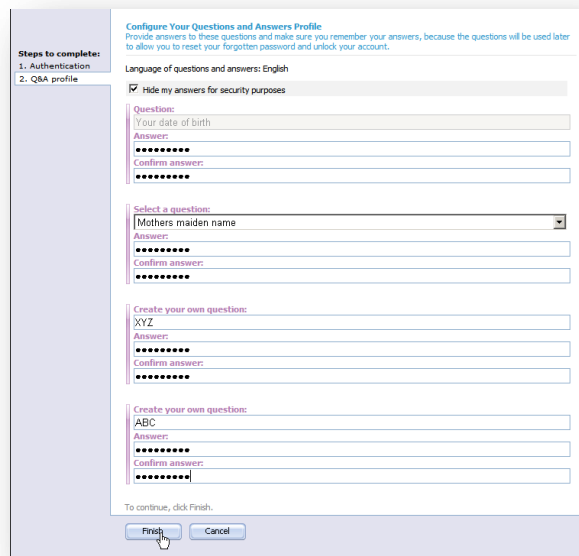 Configure Your Questions and Answers Profile
Provide answers to these questions and make sure you remember your answers, because the questions will be used later
to allow you to reset your forgotten password and unlock your account.
Steps to complete:
1. Authentication
2. Q&A profile
Language of questions and answers: English
Hide my answers for security purposes
Question:
Your date of birth
Answer:
●●●●●●●●●
Confirm answer:
●●●●●●●●●
Select a question:
Mothers maiden name
Answer:
●●●●●●●●●
Confirm answer:
●●●●●●●●●
Create your own question:
XYZ
Answer:
●●●●●●●●●
Confirm answer:
●●●●●●●●●
Create your own question:
ABC
Answer:
●●●●●●●●●
Confirm answer:
●●●●●●●●●
To continue, click Finish.
Finish Cancel